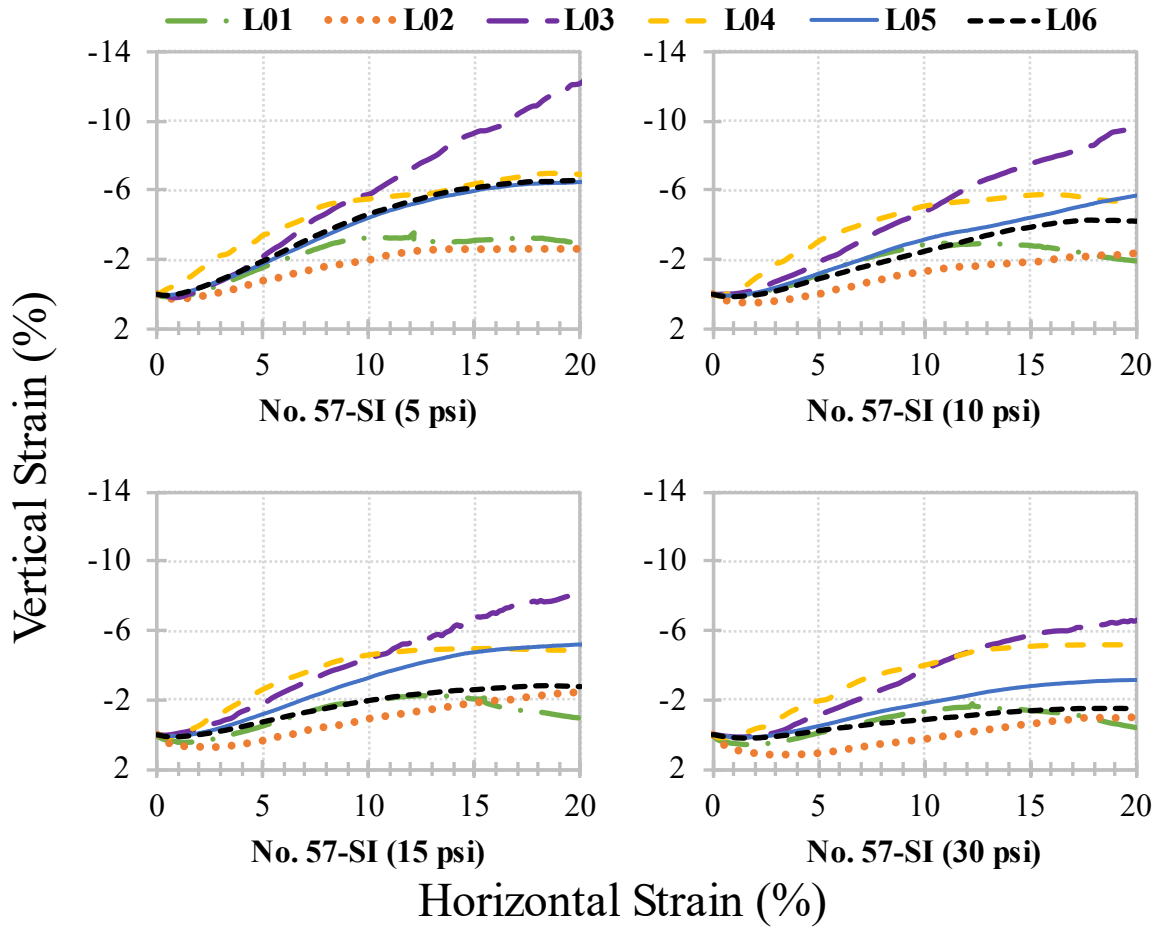 L01 L02 L03 L04 L05 L06
-14
-10
-6
-2
2
0 5 10 15 20
No. 57-SI (5 psi)
-14
-10
-6
-2
2
0 5 10 15 20
No. 57-SI (10 psi)
Vertical Strain (%)
-14
-10
-6
-2
2
0 5 10 15 20
No. 57-SI (15 psi)
-14
-10
-6
-2
2
0 5 10 15 20
No. 57-SI (30 psi)
Horizontal Strain (%)